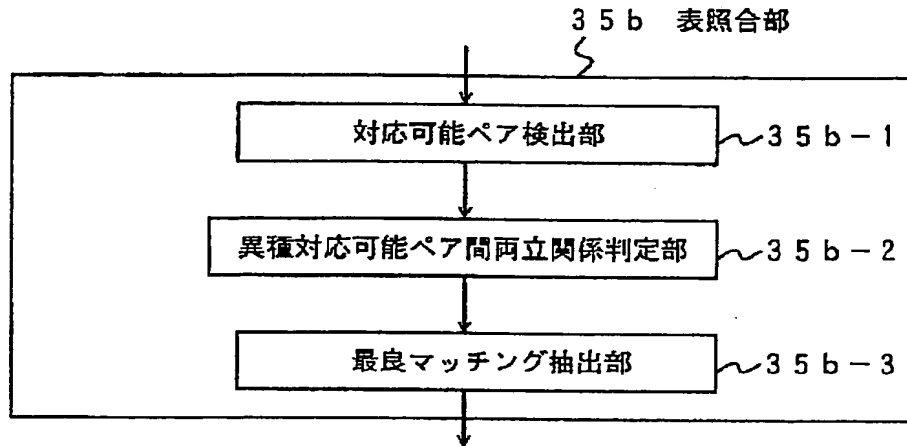 ３５ｂ 表照合部
対応可能ペア検出部 ３５ｂ－１
異種対応可能ペア間両立関係判定部 ３５ｂ－２
最良マッチング抽出部 ３５ｂ－３